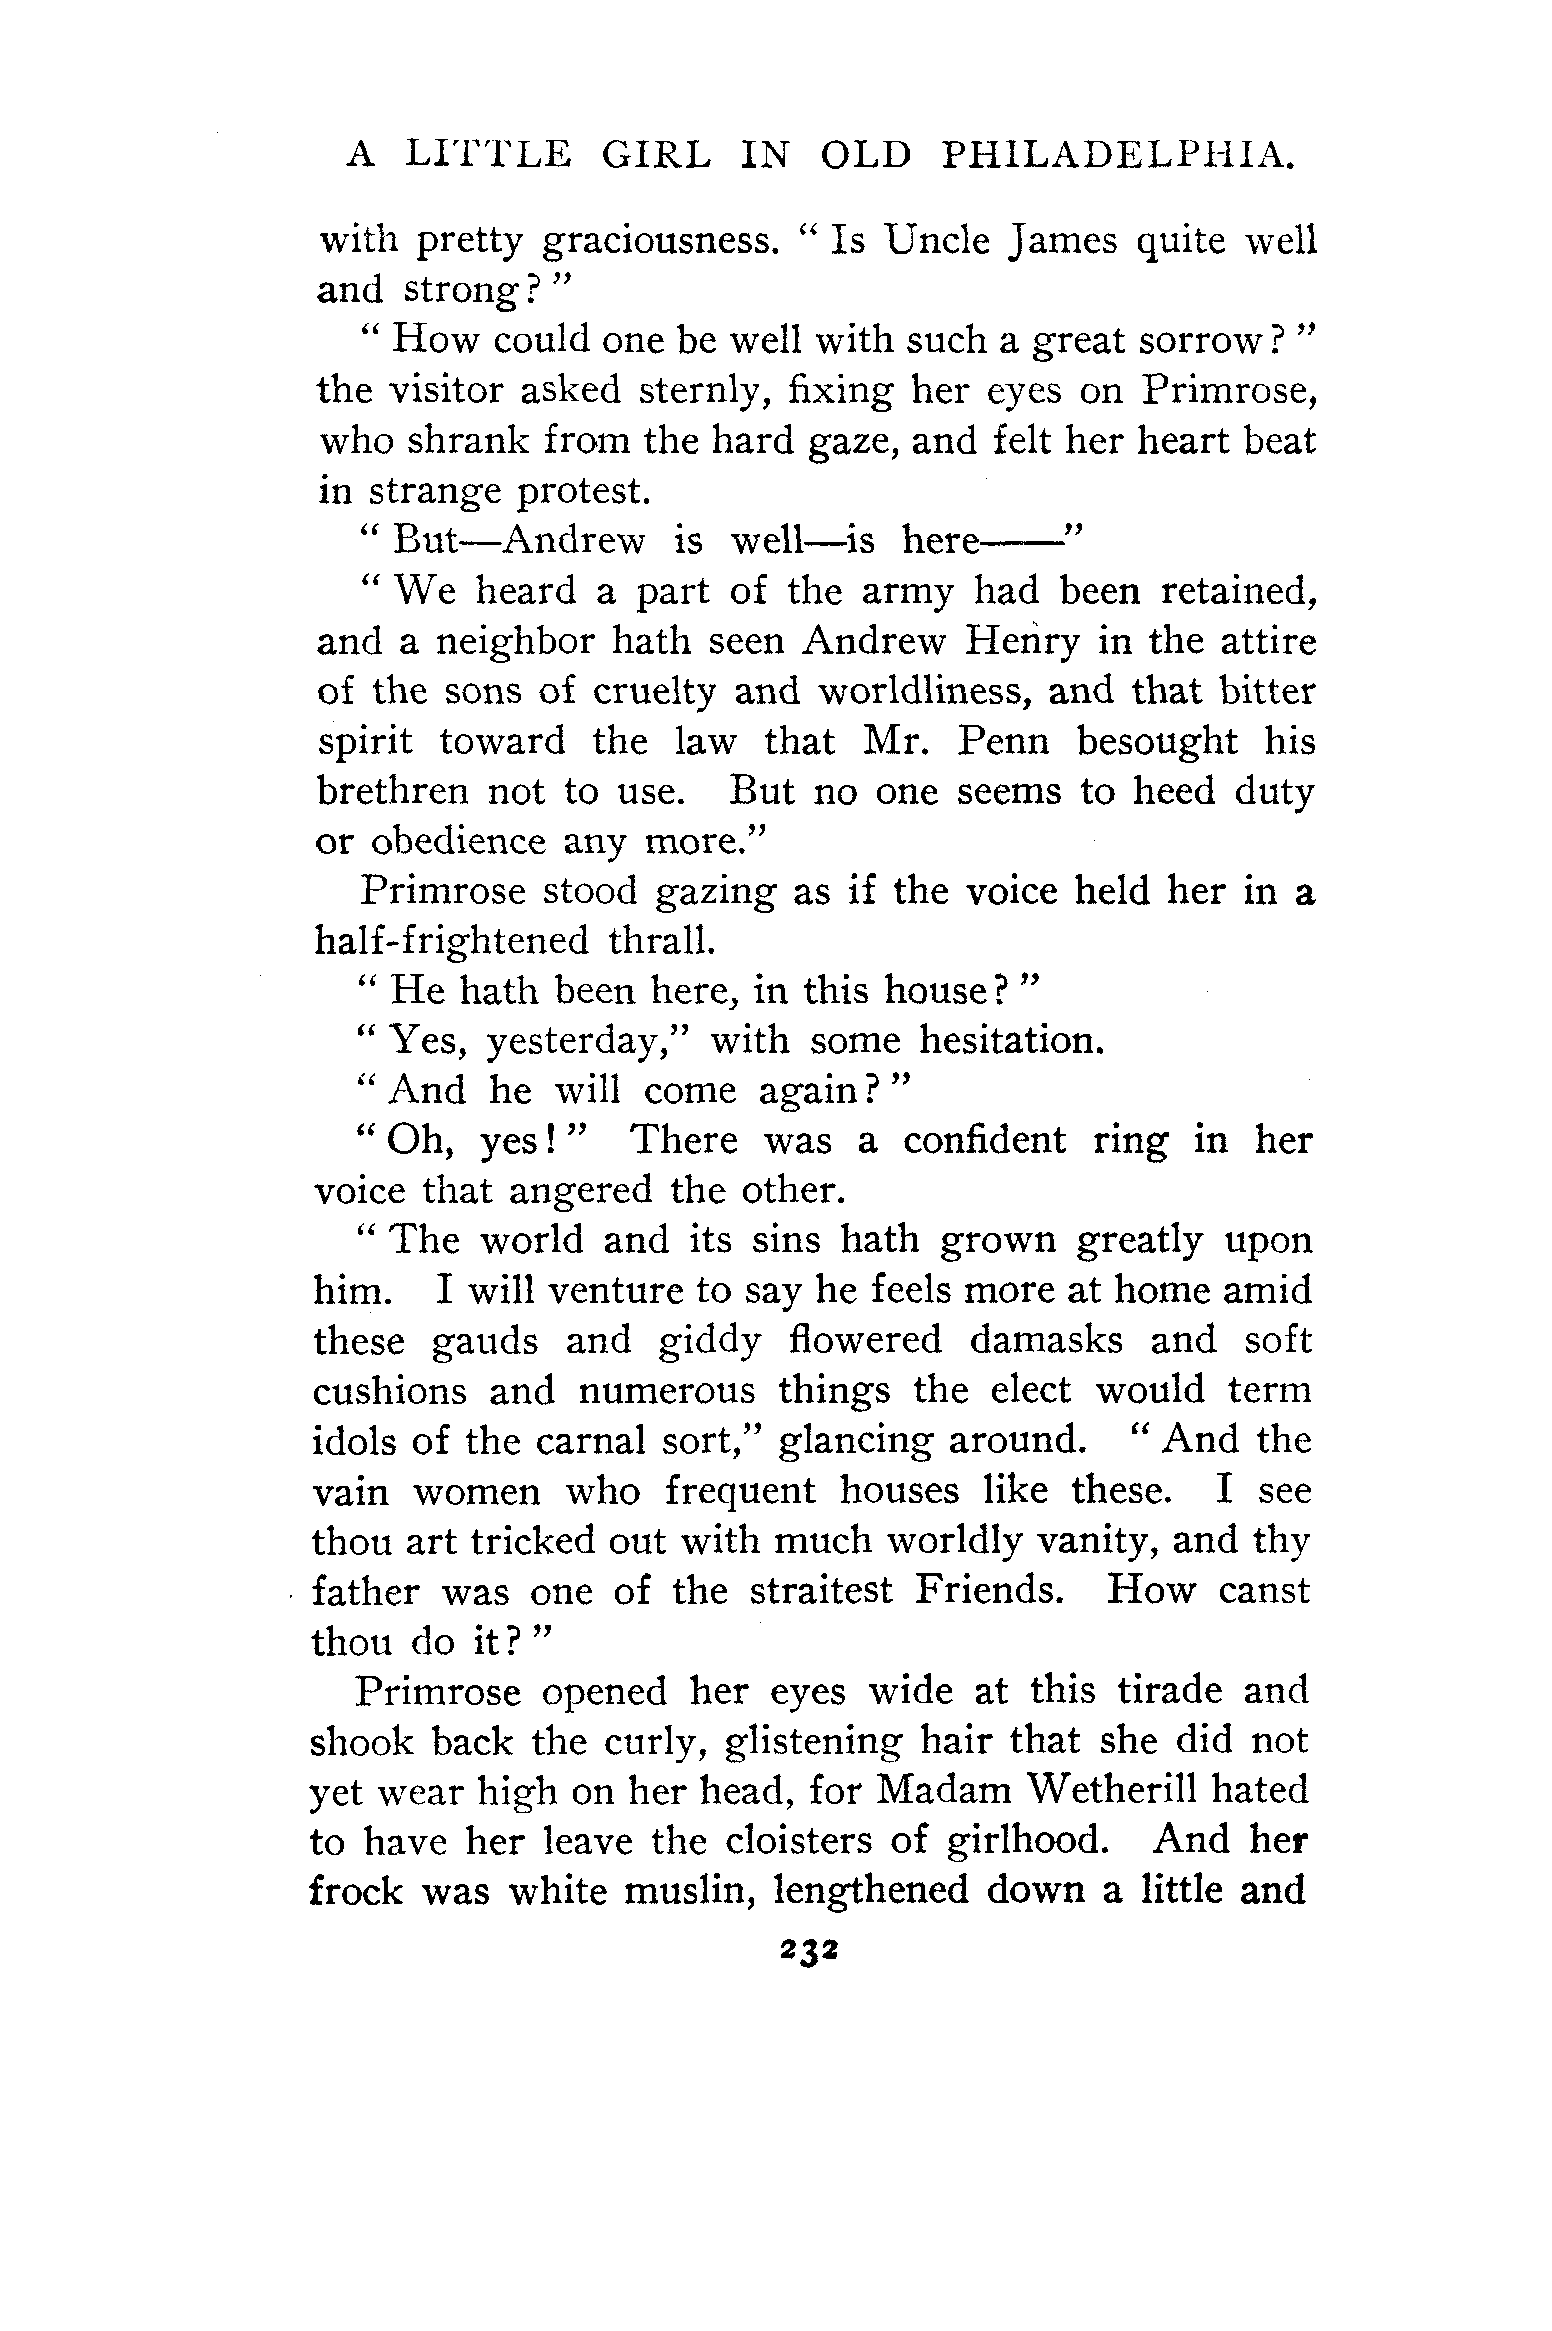 A LITTLE GIRL IN OLD PHILADELPHIA.
with pretty graciousness. “ Is Uncle James quite well
and strong? ”
“ How could one be well with such a great sorrow? ”
the visitor asked sternly, fixing her eyes on Primrose,
who shrank from the hard gaze, and felt her heart beat
in strange protest.
“ But—Andrew is well—is here——”
“ We heard a part of the army had been retained,
and a neighbor hath seen Andrew Henry in the attire
of the sons of cruelty and worldliness, and that bitter
spirit toward the law that Mr. Penn besought his
brethren not to use. But no one seems to heed duty
or obedience any more.”
Primrose stood gazing as if the voice held her in a
half-frightened thrall.
“ He hath been here, in this house? ”
“ Yes, yesterday,” with some hesitation.
“ And he will come again? ”
“ Oh, yes! ” There was a confident ring in her
voice that angered the other.
“ The world and its sins hath grown greatly upon
him. I will venture to say he feels more at home amid
these gauds and giddy flowered damasks and soft
cushions and numerous things the elect would term
idols of the carnal sort,” glancing around. “ And the
vain women who frequent houses like these. I see
thou art tricked out with much worldly vanity, and thy
father was one of the straitest Friends. How canst
thou do it? ”
Primrose opened her eyes wide at this tirade and
shook back the curly, glistening hair that she did not
yet wear high on her head, for Madam Wetherill hated
to have her leave the cloisters of girlhood. And her
frock was white muslin, lengthened down a little and
232